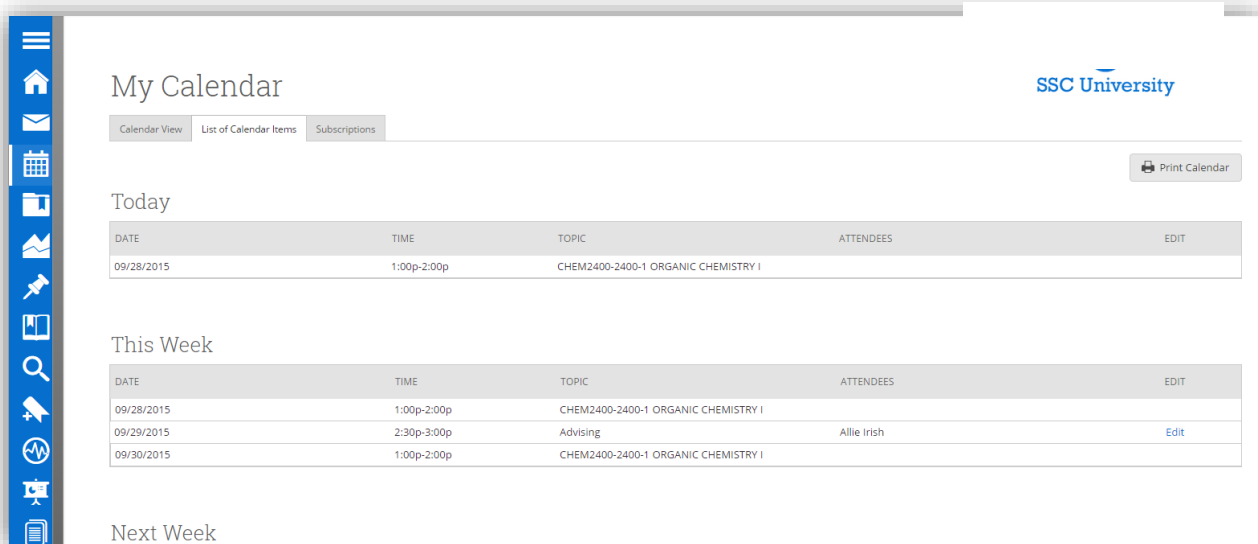 My Calendar
SSC University
Calendar View List of Calendar Items Subscriptions
Print Calendar
Today
DATE TIME TOPIC ATTENDEES EDIT
09/28/2015 1:00p-2:00p CHEM2400-2400-1 ORGANIC CHEMISTRY I
This Week
DATE TIME TOPIC ATTENDEES EDIT
09/28/2015 1:00p-2:00p CHEM2400-2400-1 ORGANIC CHEMISTRY I
09/29/2015 2:30p-3:00p Advising Allie Irish Edit
09/30/2015 1:00p-2:00p CHEM2400-2400-1 ORGANIC CHEMISTRY I
Next Week